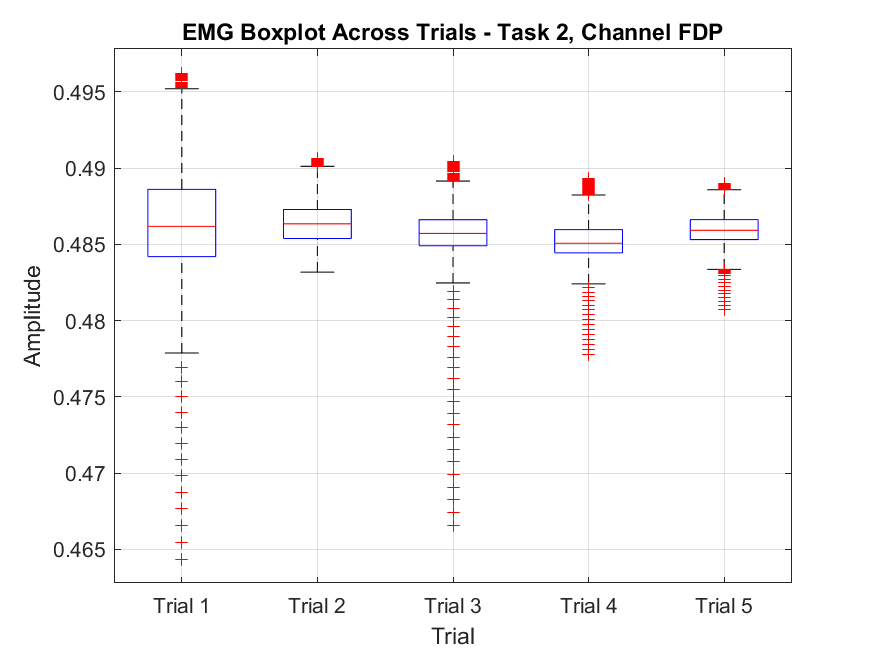 EMG Boxplot Across Trials - Task 2, Channel FDP
0.495
0.49
0.485
0.48
0.475
0.47
0.465
Amplitude
Trial 1 Trial 2 Trial 3 Trial 4 Trial 5
Trial